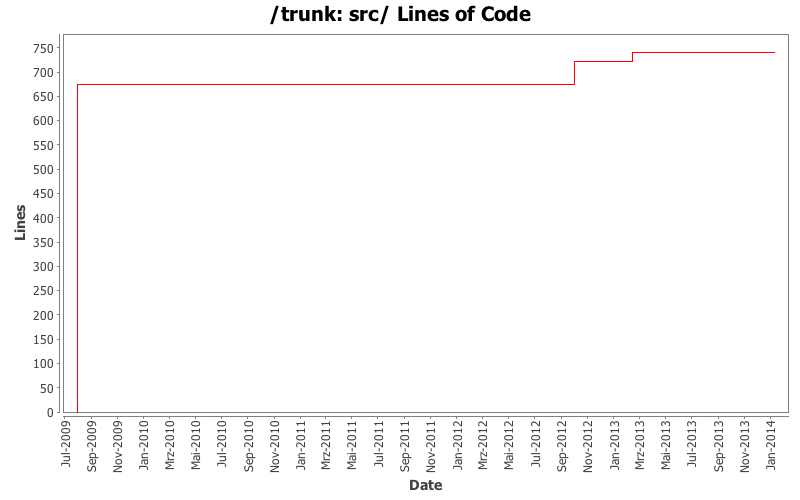 /trunk: src/ Lines of Code
750
700
650
600
550
500
450
400
350
300
250
200
150
100
50
0
Lines
Jul-2009
Sep-2009
Nov-2009
Jan-2010
Mrz-2010
Mai-2010
Jul-2010
Sep-2010
Nov-2010
Jan-2011
Mrz-2011
Mai-2011
Jul-2011
Sep-2011
Nov-2011
Jan-2012
Mrz-2012
Mai-2012
Jul-2012
Sep-2012
Nov-2012
Jan-2013
Mrz-2013
Mai-2013
Jul-2013
Sep-2013
Nov-2013
Jan-2014
Date